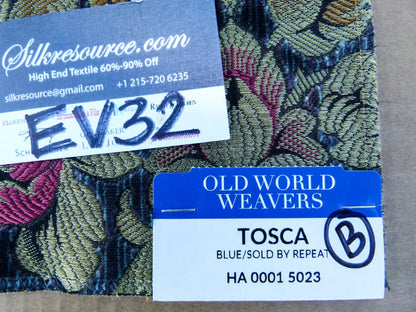 Silkresource.com
High End Textile 60%-90% Off
silkresource@gmail.com +1 215-720 6235
EV32
OLD WORLD
WEAVERS
TOSCA
BLUE/SOLD BY REPEAT
HA 0001 5023
B